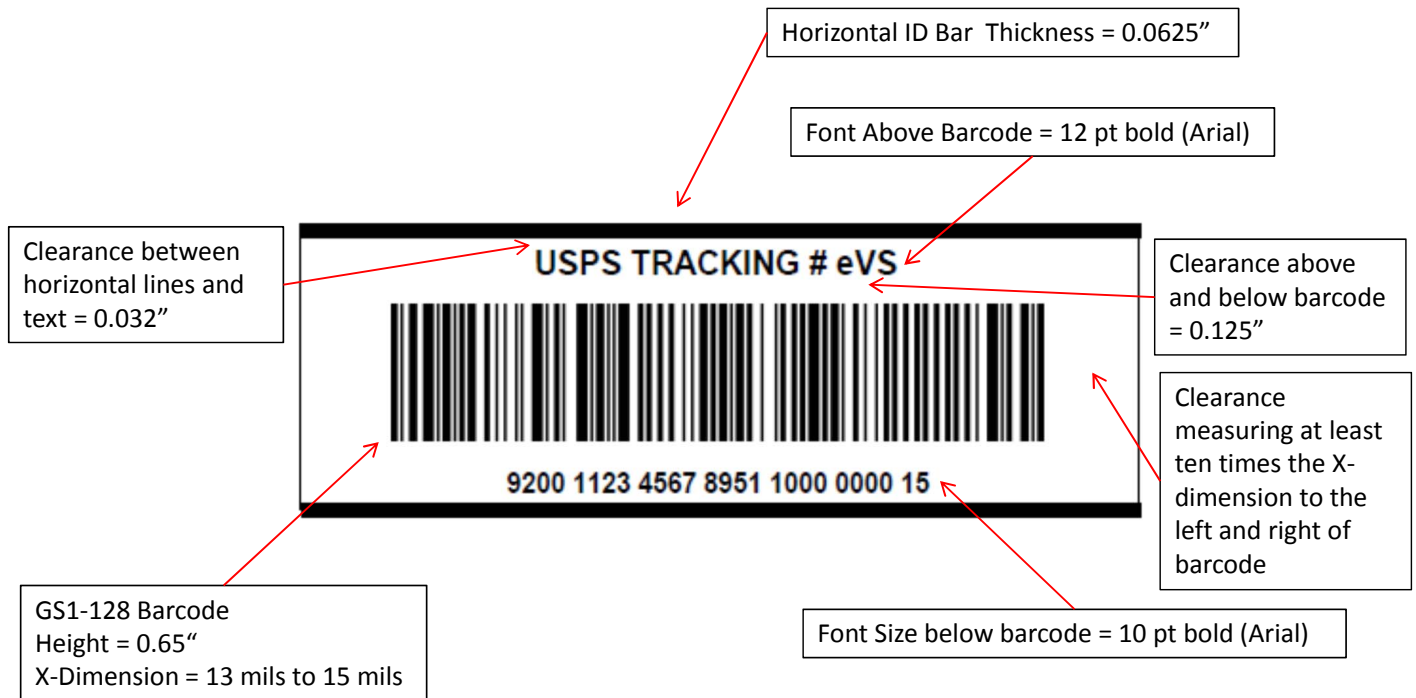 Horizontal ID Bar  Thickness = 0.0625”
Font Above Barcode = 12 pt bold (Arial)
Clearance between
horizontal lines and
text = 0.032”
USPS TRACKING # eVS
Clearance above
and below barcode
= 0.125”
Clearance
measuring at least
ten times the X-
dimension to the
left and right of
barcode
9200 1123 4567 8951 1000 0000 15
GS1-128 Barcode
Height = 0.65“
X-Dimension = 13 mils to 15 mils
Font Size below barcode = 10 pt bold (Arial)